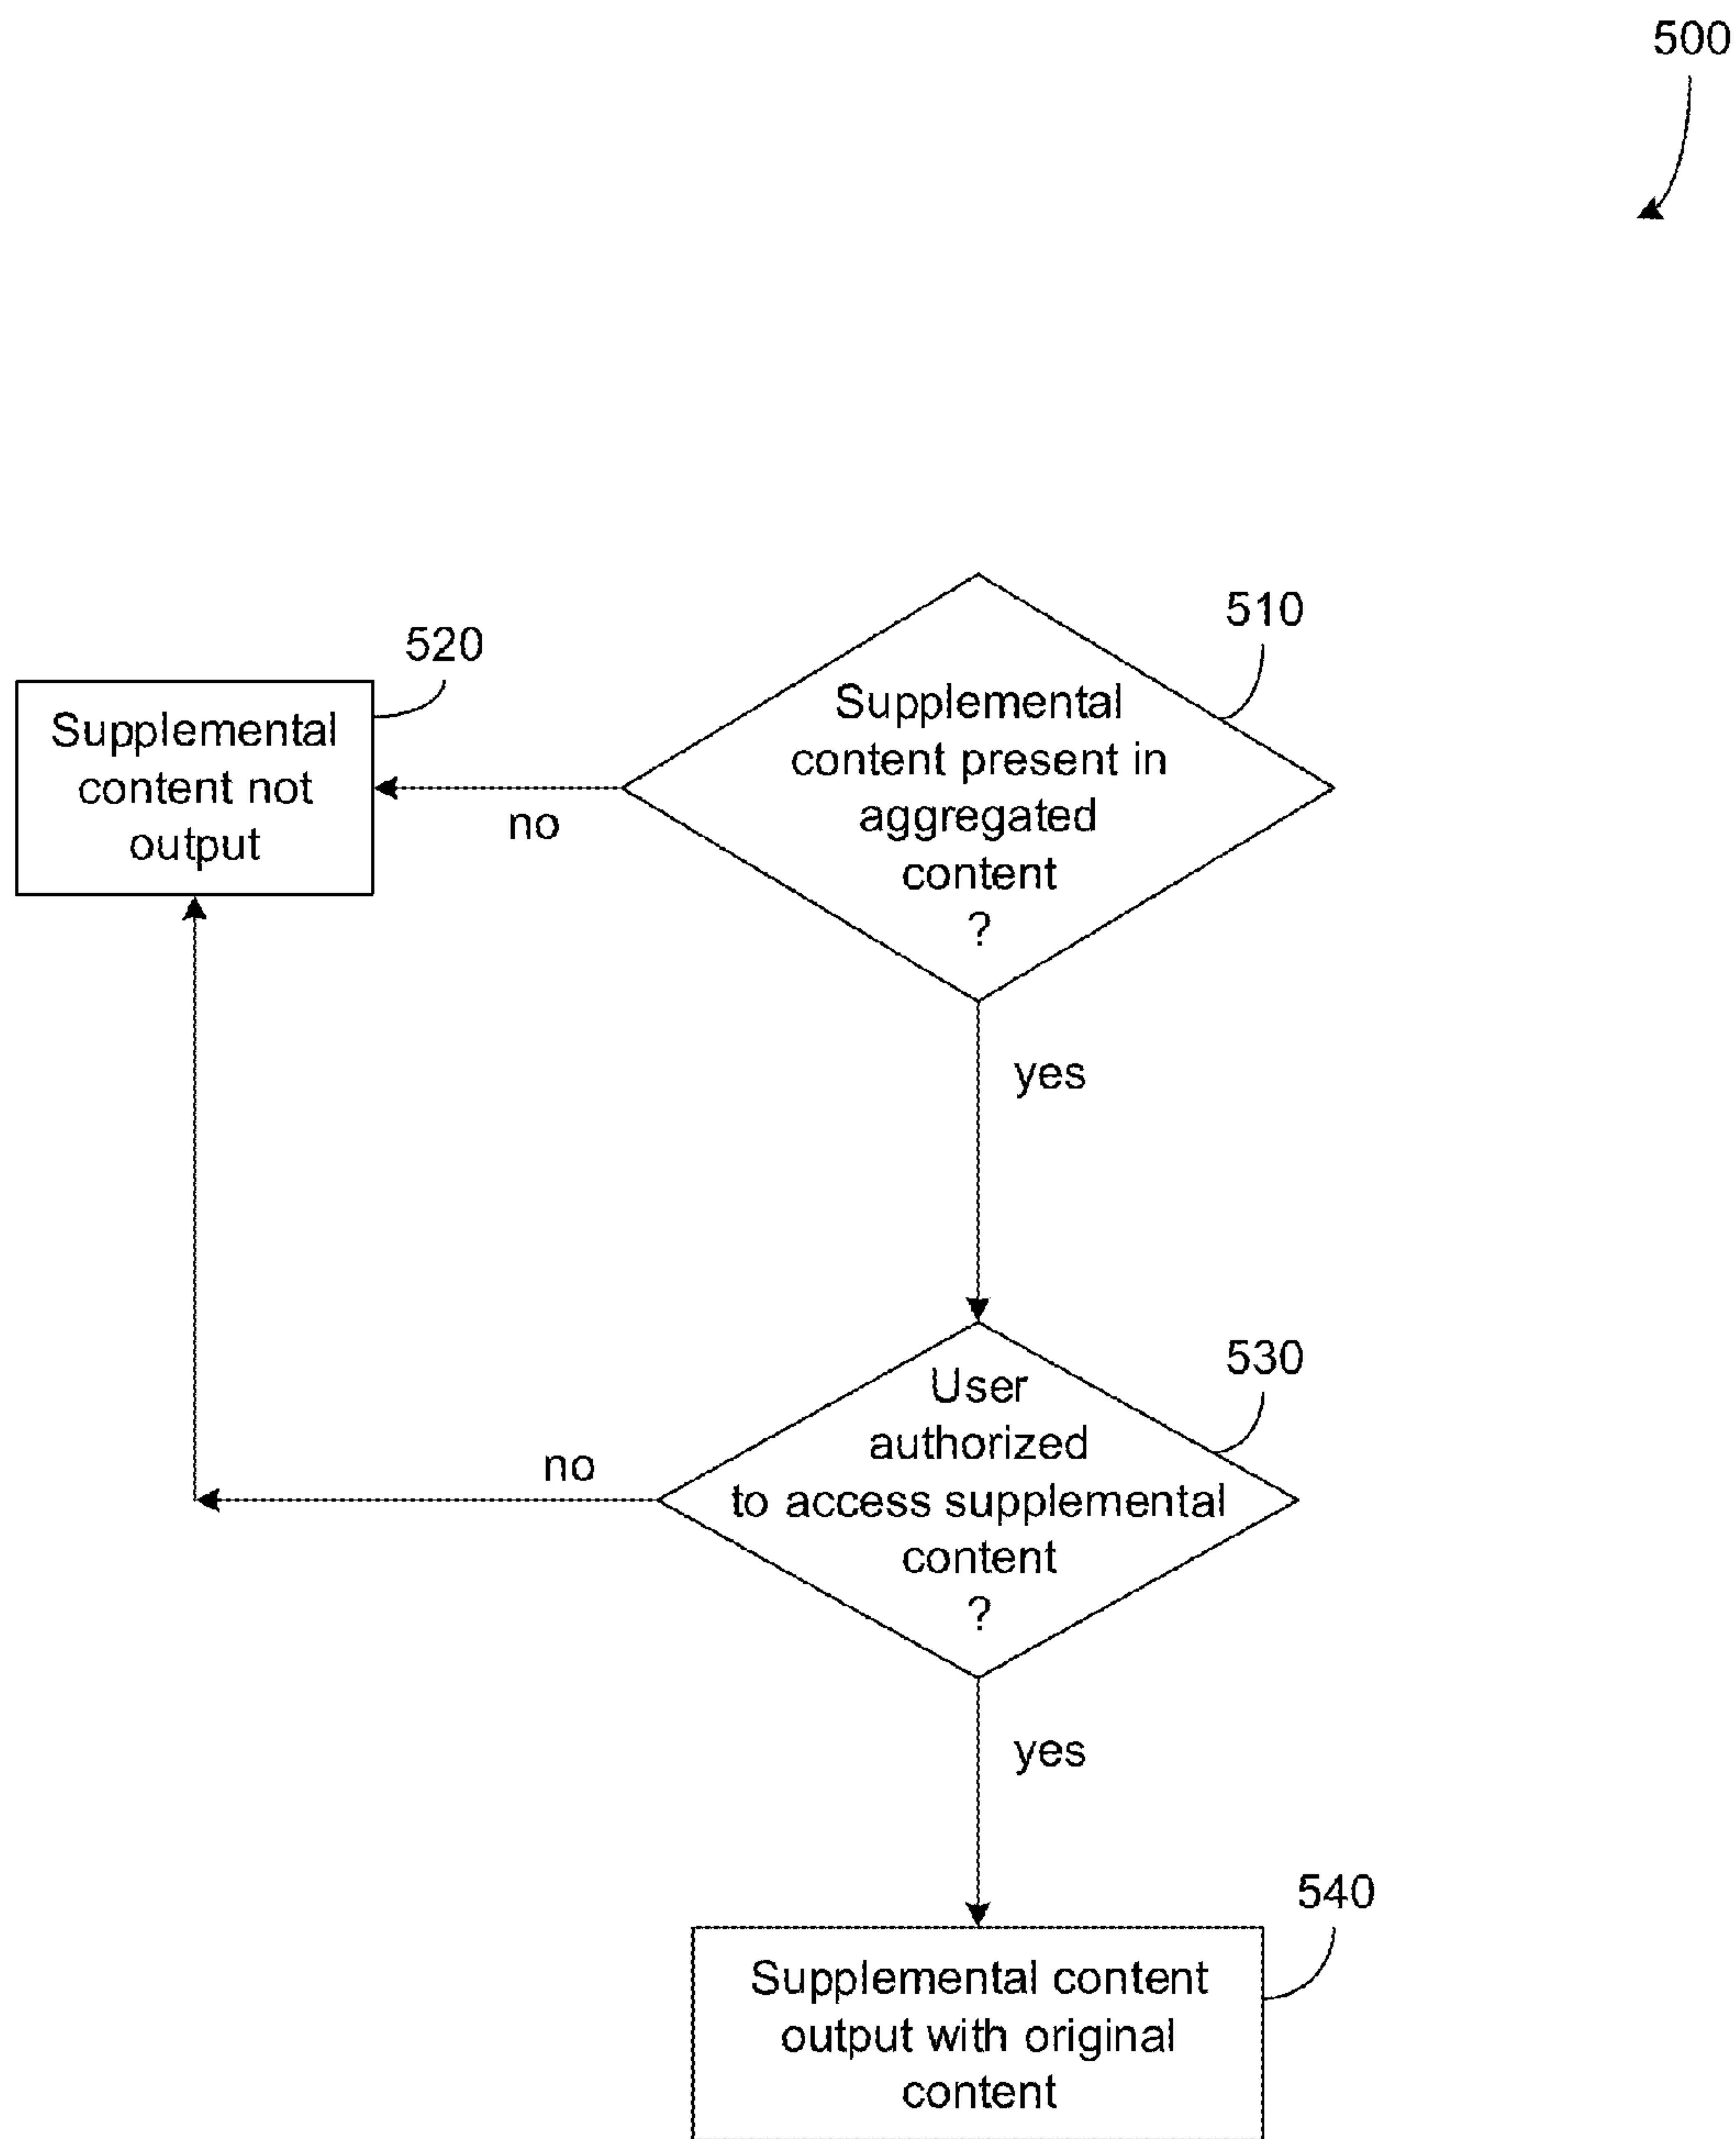 500
510
Supplemental
content present in
aggregated
content
?
520
Supplemental
content not
output
no
yes
530
User
authorized
to access supplemental
content
?
no
yes
540
Supplemental content
output with original
content